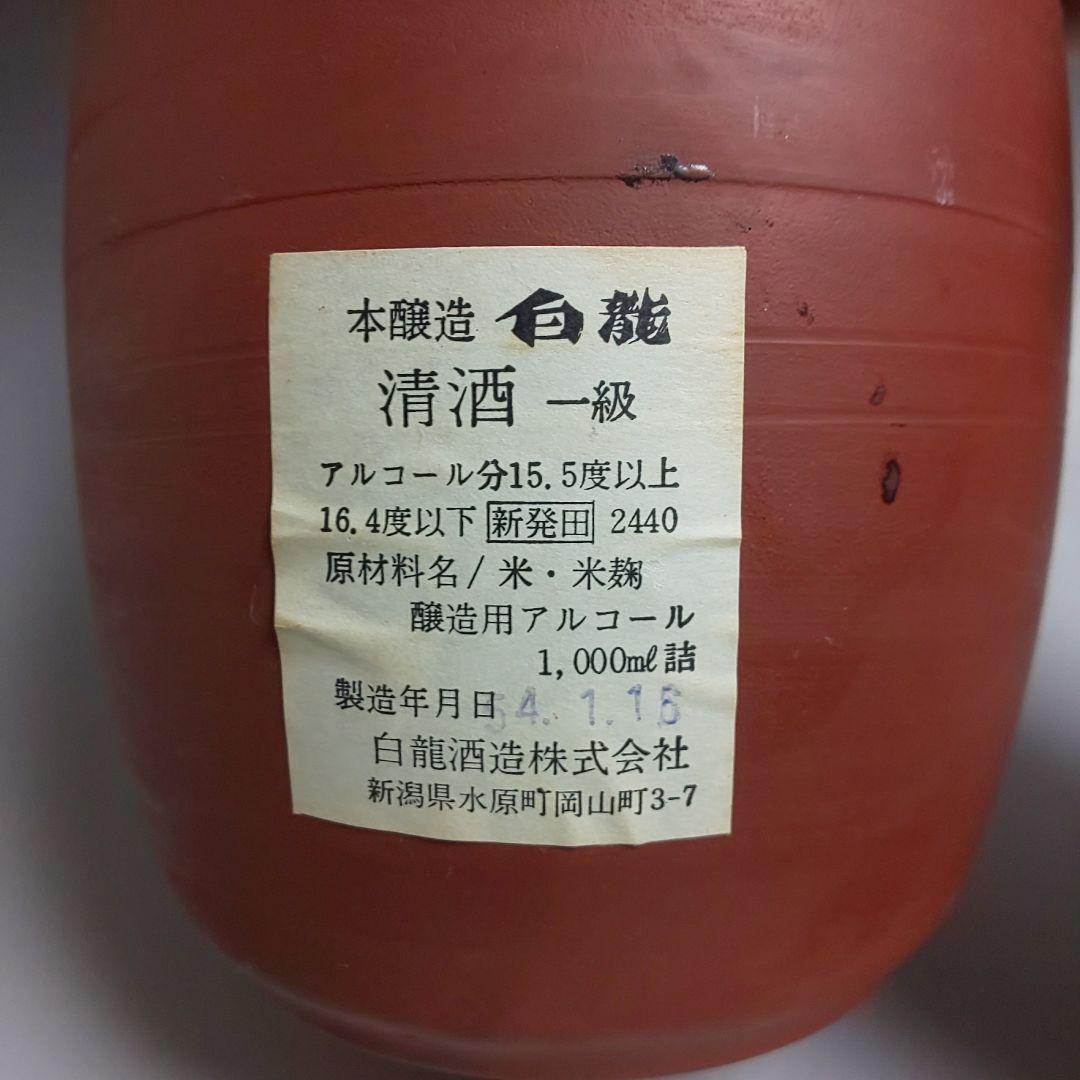 本醸造 白龍
清酒 一級
アルコール分15.5度以上
16.4度以下 新発田 2440
原材料名/米・米麹
醸造用アルコール
1,000mℓ詰
製造年月日 54.1.16
白龍酒造株式会社
新潟県水原町岡山町3-7